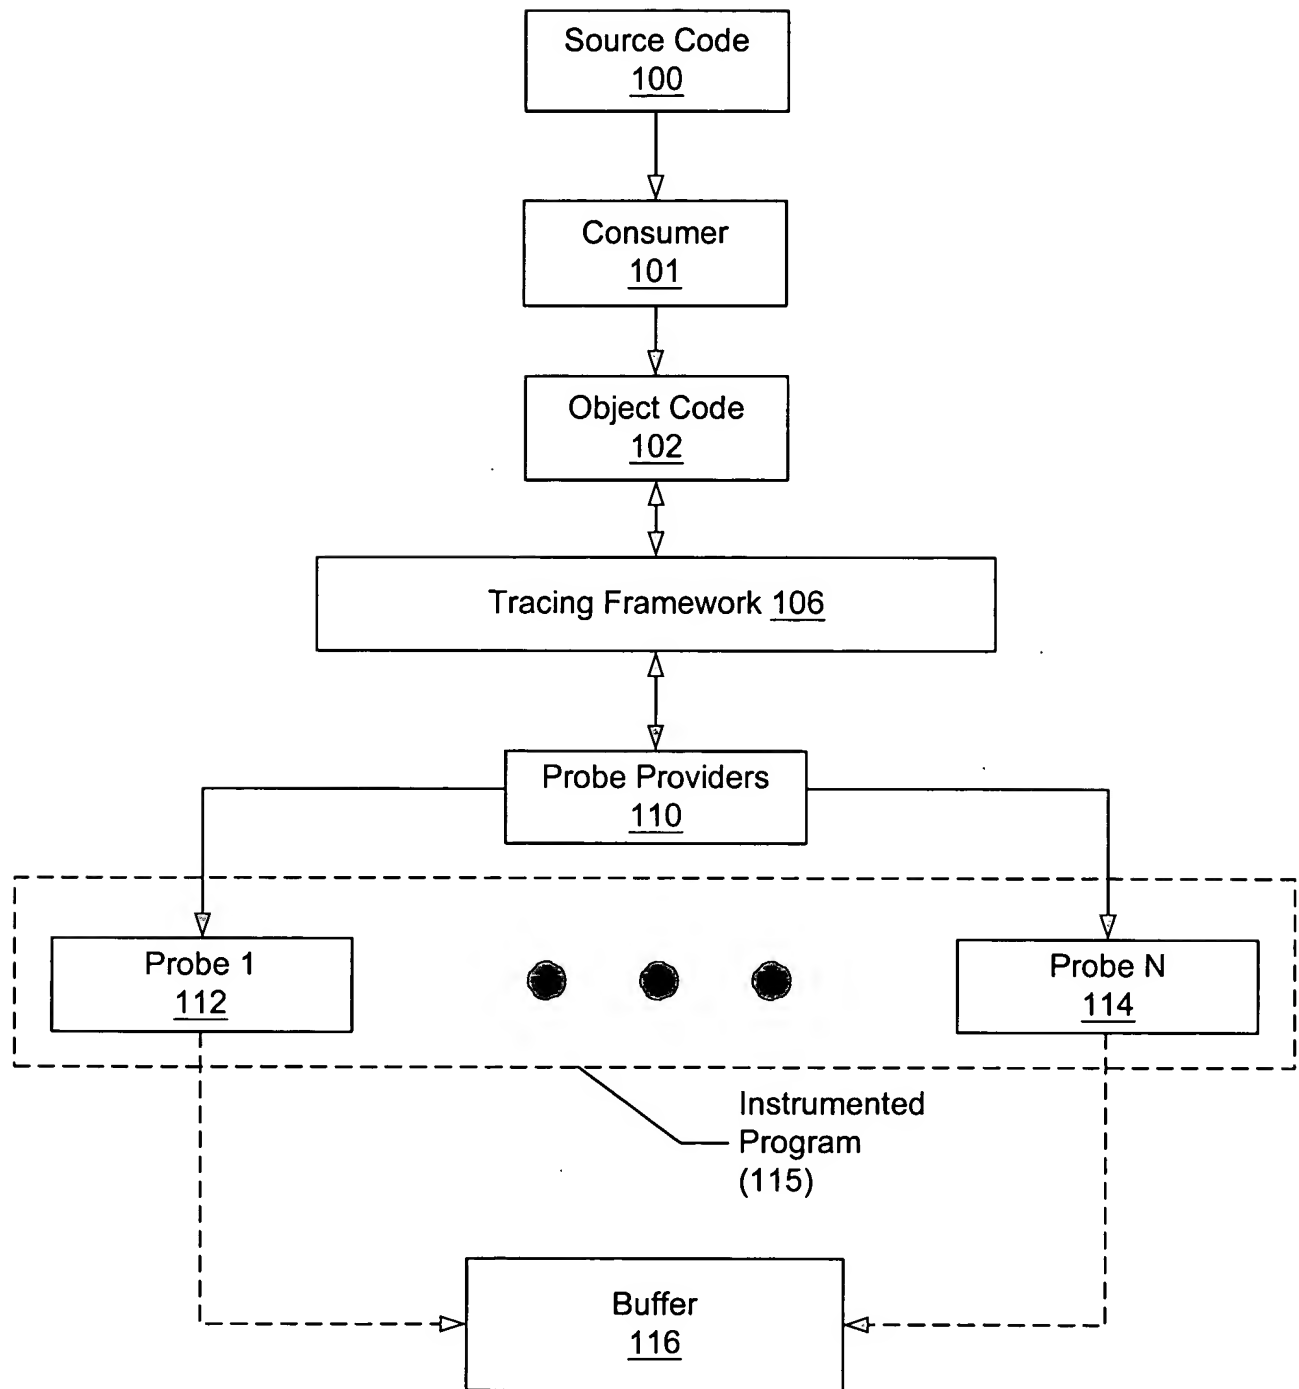 Source Code
100
Consumer
101
Object Code
102
Tracing Framework 106
Probe Providers
110
Probe 1
112
Probe N
114
Instrumented
Program
(115)
Buffer
116